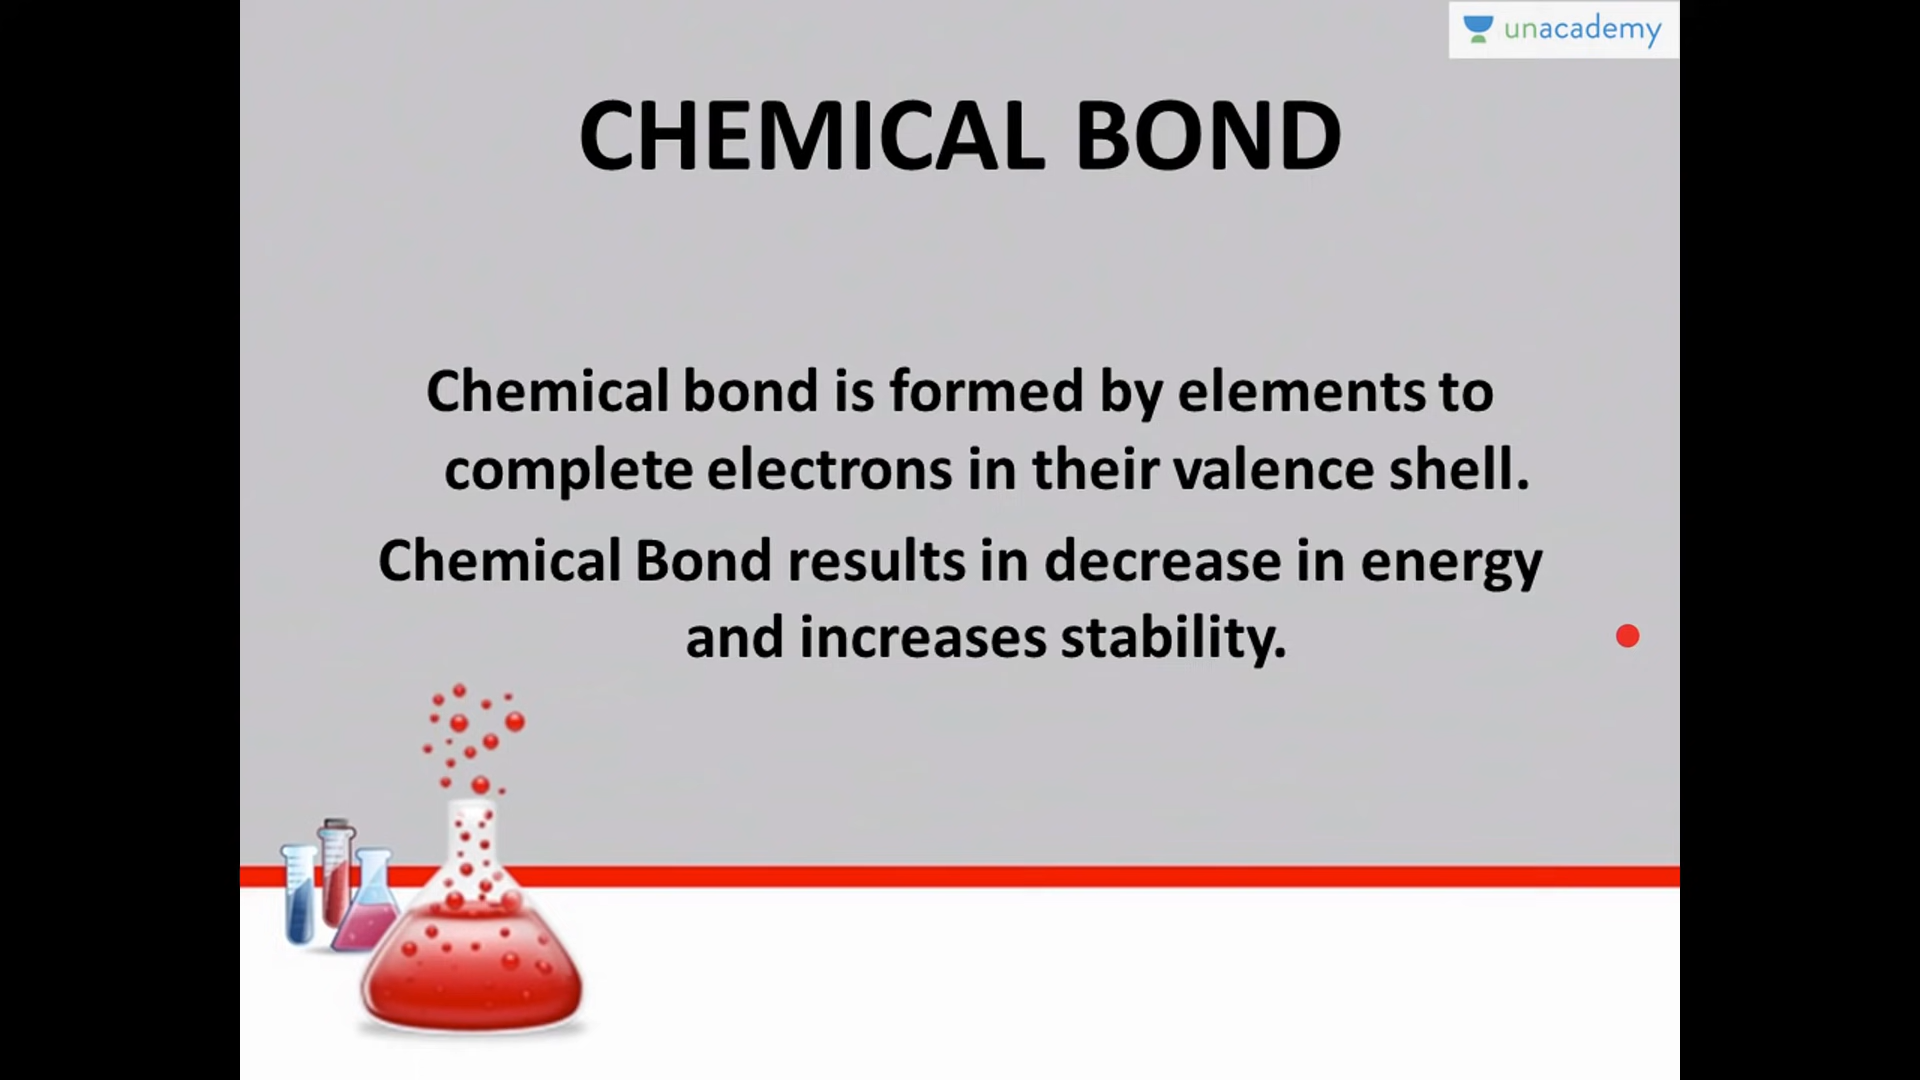 unacademy
CHEMICAL BOND
Chemical bond is formed by elements to
complete electrons in their valence shell.
Chemical Bond results in decrease in energy
and increases stability.